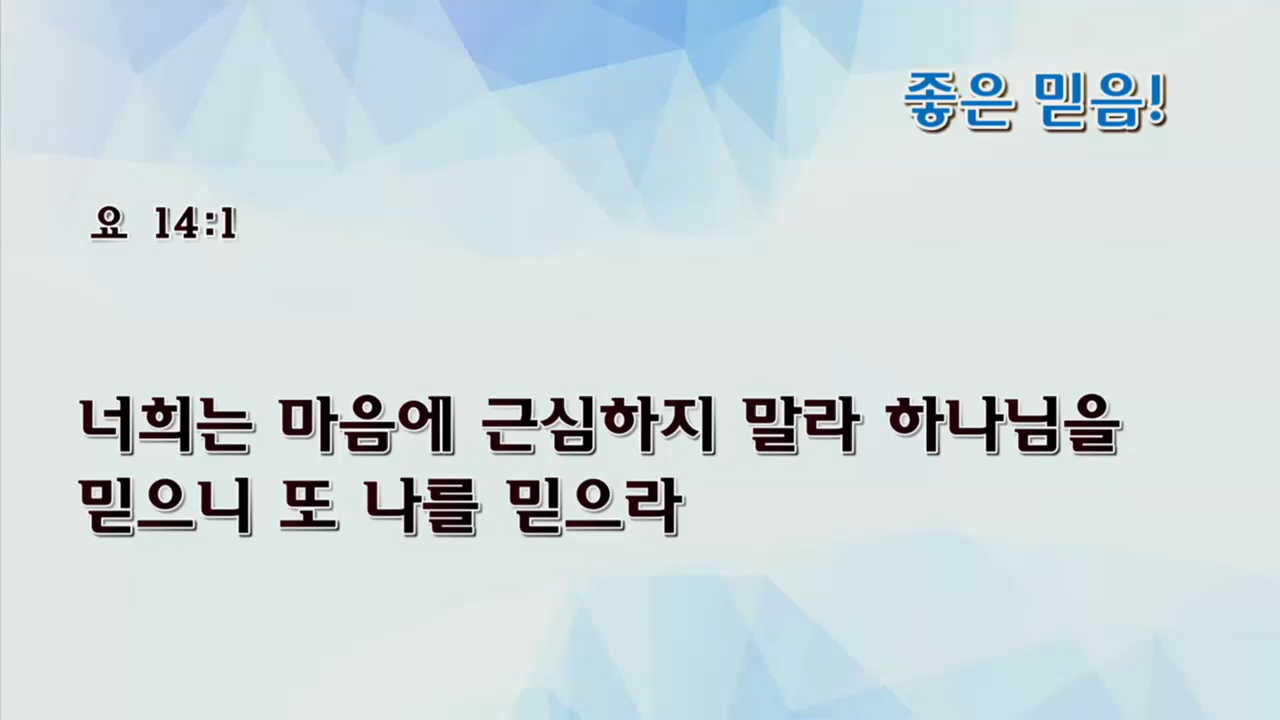 좋은 믿음!
요 14:1
너희는 마음에 근심하지 말라 하나님을
믿으니 또 나를 믿으라